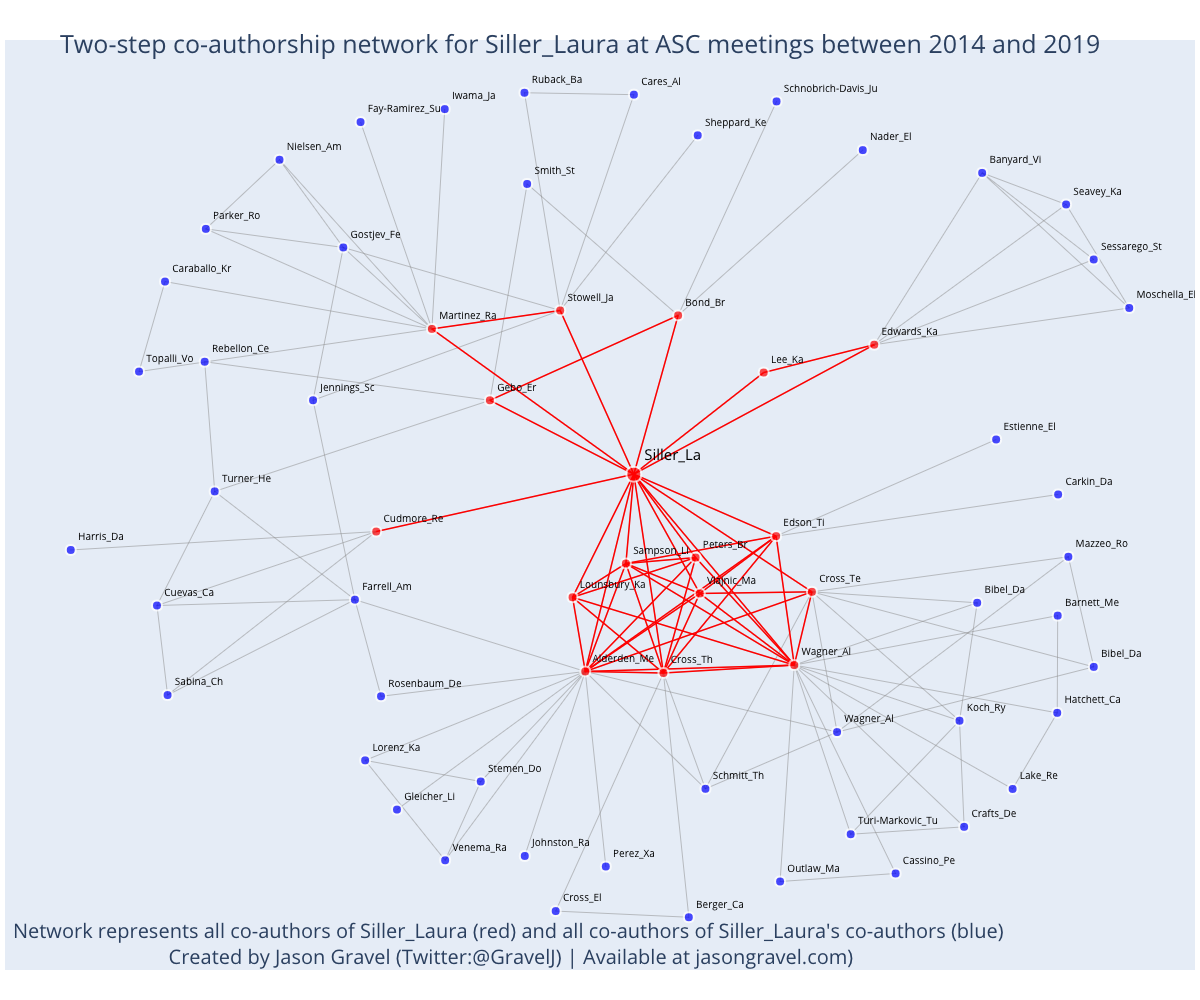 Two-step co-authorship network for Siller_Laura at ASC meetings between 2014 and 2019
Ruback_Ba
Cares_Al
Schnobrich-Davis_Ju
Iwama_Ja
Fay-Ramirez_Su
Sheppard_Ke
Nader_El
Nielsen_Am
Banyard_Vi
Smith_St
Seavey_Ka
Parker_Ro
Gostjev_Fe
Sessarego_St
Caraballo_Kr
Moschella_El
Stowell_Ja
Bond_Br
Martinez_Ra
Edwards_Ka
Rebellon_Ce
Topalli_Vo
Lee_Ka
Jennings_Sc
Gebo_Er
Estienne_El
Siller_La
Turner_He
Carkin_Da
Cudmore_Re
Edson_Ti
Harris_Da
Peters_Br
Mazzeo_Ro
Sampson_Li
Cross_Te
Lounsbury_Ka
Farrell_Am
Cuevas_Ca
Bibel_Da
Barnett_Me
Wagner_Al
Bibel_Da
Alderden_Me
Cross_Th
Sabina_Ch
Rosenbaum_De
Hatchett_Ca
Koch_Ry
Wagner_Al
Lorenz_Ka
Stemen_Do
Schmitt_Th
Lake_Re
Gleicher_Li
Crafts_De
Turi-Markovic_Tu
Johnston_Ra
Venema_Ra
Perez_Xa
Cassino_Pe
Outlaw_Ma
Cross_El
Berger_Ca
Network represents all co-authors of Siller_Laura (red) and all co-authors of Siller_Laura's co-authors (blue)
Created by Jason Gravel (Twitter:@GravelJ) | Available at jasongravel.com)